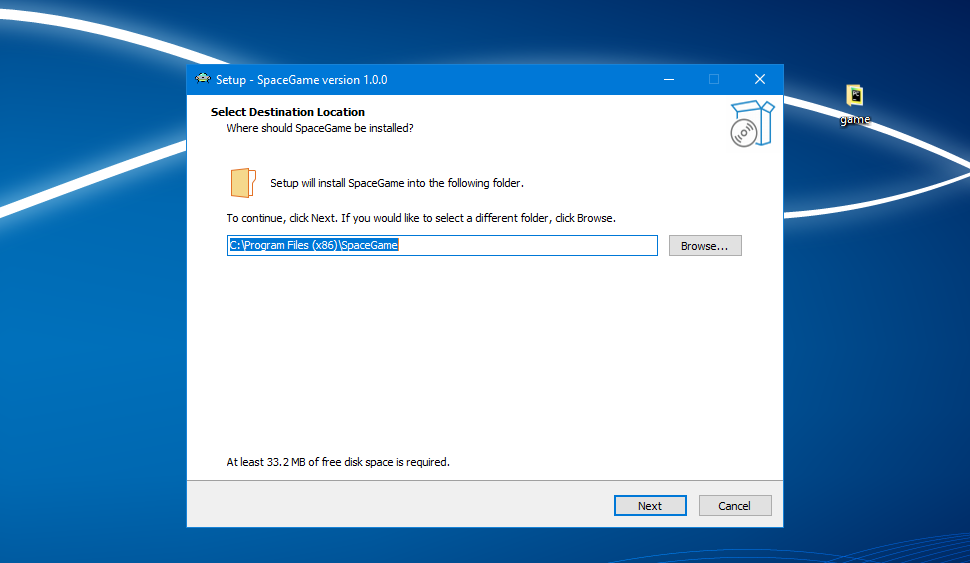 Setup - SpaceGame version 1.0.0
Select Destination Location
Where should SpaceGame be installed?
Setup will install SpaceGame into the following folder.
To continue, click Next. If you would like to select a different folder, click Browse.
C:\Program Files (x86)\SpaceGame
Browse...
At least 33.2 MB of free disk space is required.
Next
Cancel
PC
game